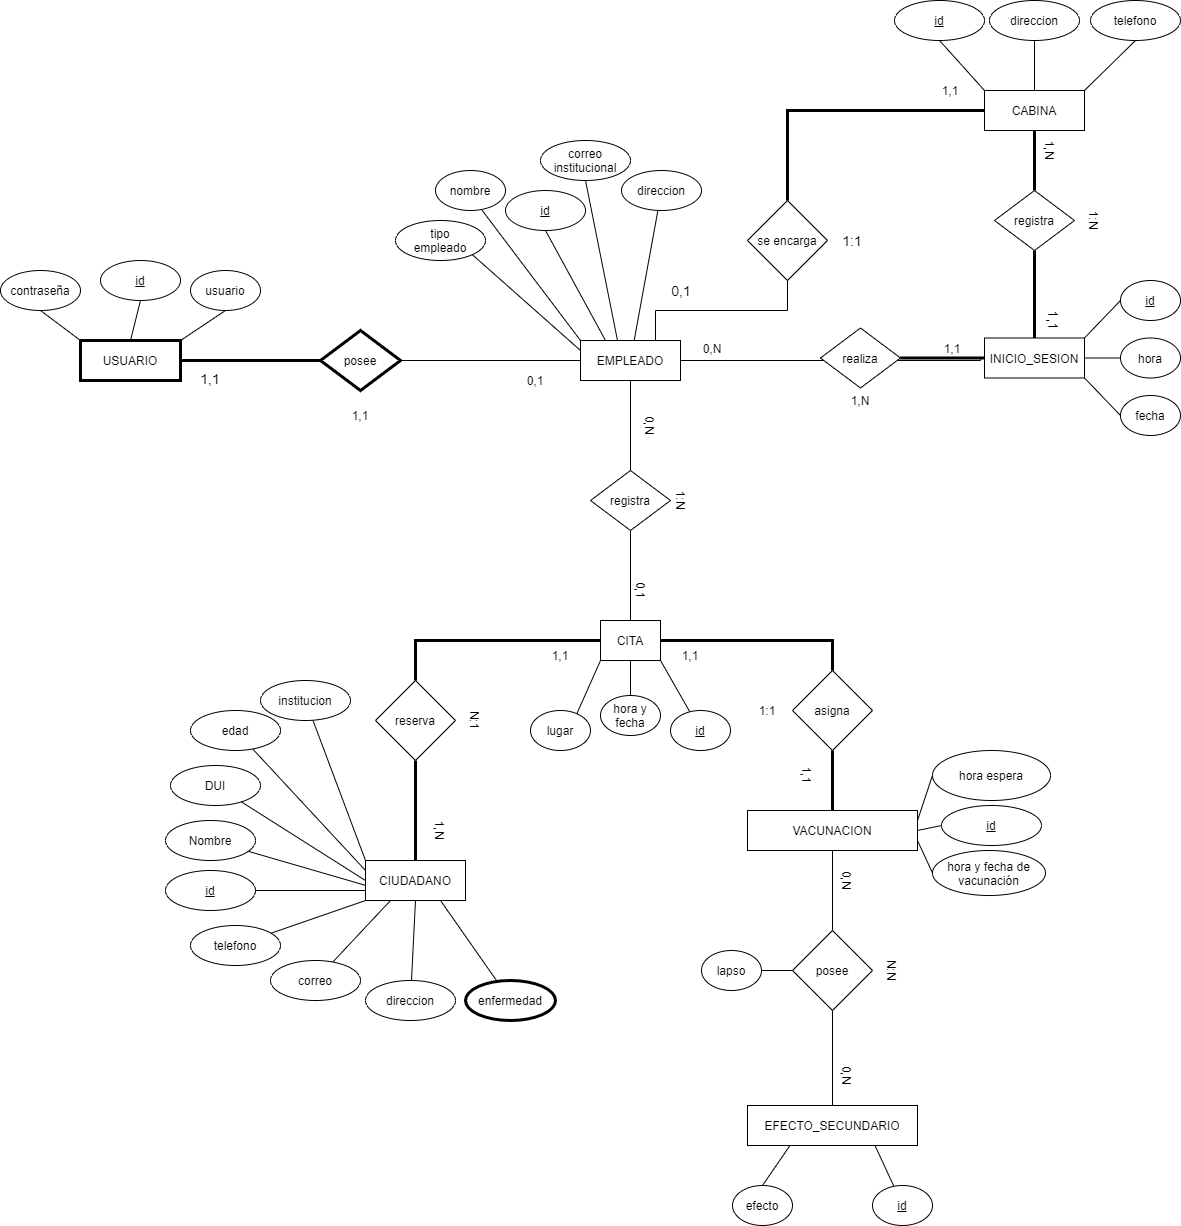 id
direccion
telefono
1,1
CABINA
1,N
correo
institucional
nombre
direccion
id
registra
1:N
tipo
empleado
se encarga
1:1
contraseña
id
usuario
0,1
id
1,1
USUARIO
posee
EMPLEADO
0,N
realiza
1,1
INICIO_SESION
hora
1,1
0,1
1,N
1,1
fecha
0,N
registra
1:N
0,1
CITA
1,1
1,1
institucion
reserva
N:1
lugar
hora y
fecha
id
1:1
asigna
edad
DUI
1,1
hora espera
Nombre
1,N
VACUNACION
id
id
CIUDADANO
0,N
hora y fecha de
vacunación
telefono
correo
direccion
enfermedad
lapso
posee
N:N
0,N
EFECTO_SECUNDARIO
efecto
id